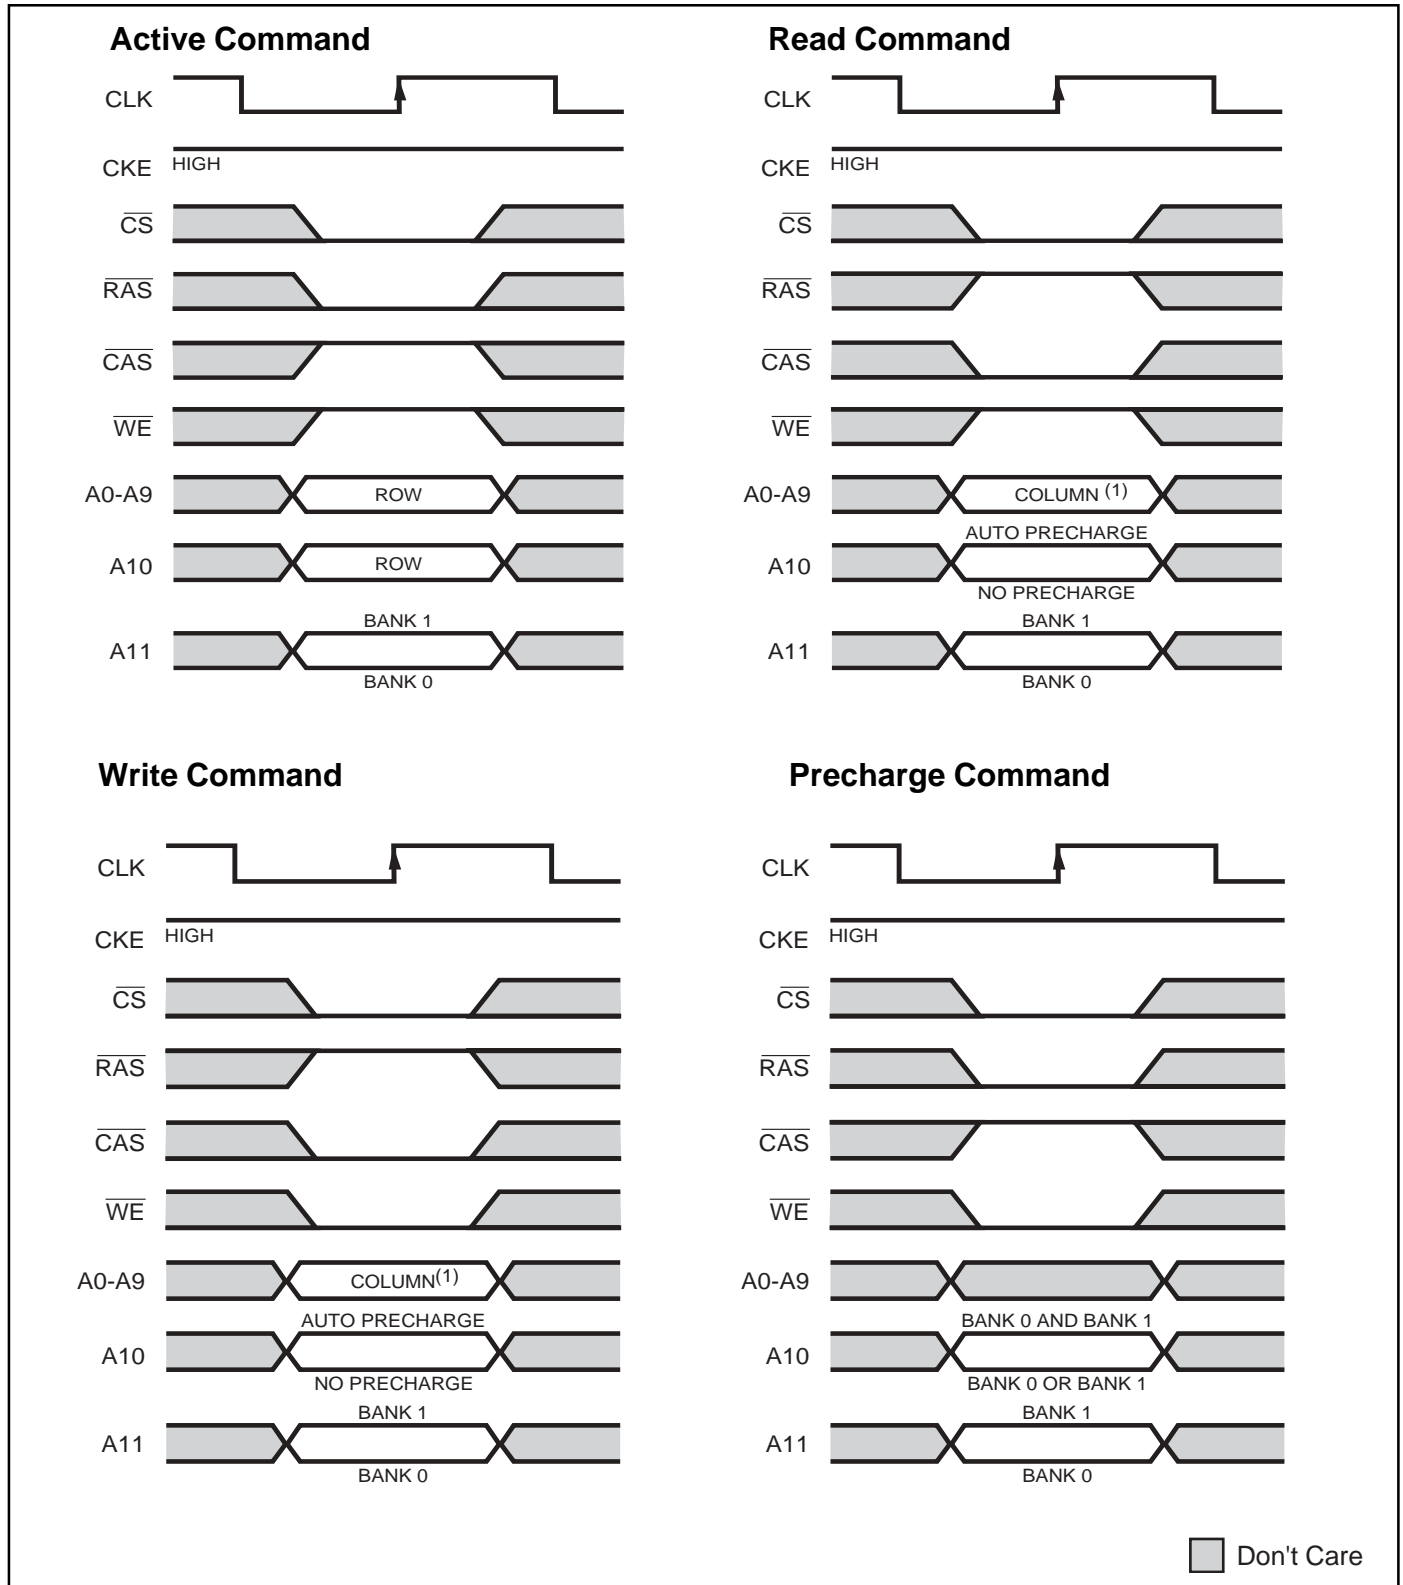 Active Command
CLK
CKE HIGH
CS
RAS
CAS
WE
A0-A9 ROW
A10 ROW
BANK 1
A11
BANK 0
Read Command
CLK
CKE HIGH
CS
RAS
CAS
WE
A0-A9 COLUMN (1)
AUTO PRECHARGE
A10
NO PRECHARGE
BANK 1
A11
BANK 0
Write Command
CLK
CKE HIGH
CS
RAS
CAS
WE
A0-A9 COLUMN(1)
AUTO PRECHARGE
A10
NO PRECHARGE
BANK 1
A11
BANK 0
Precharge Command
CLK
CKE HIGH
CS
RAS
CAS
WE
A0-A9
BANK 0 AND BANK 1
A10
BANK 0 OR BANK 1
BANK 1
A11
BANK 0
Don't Care